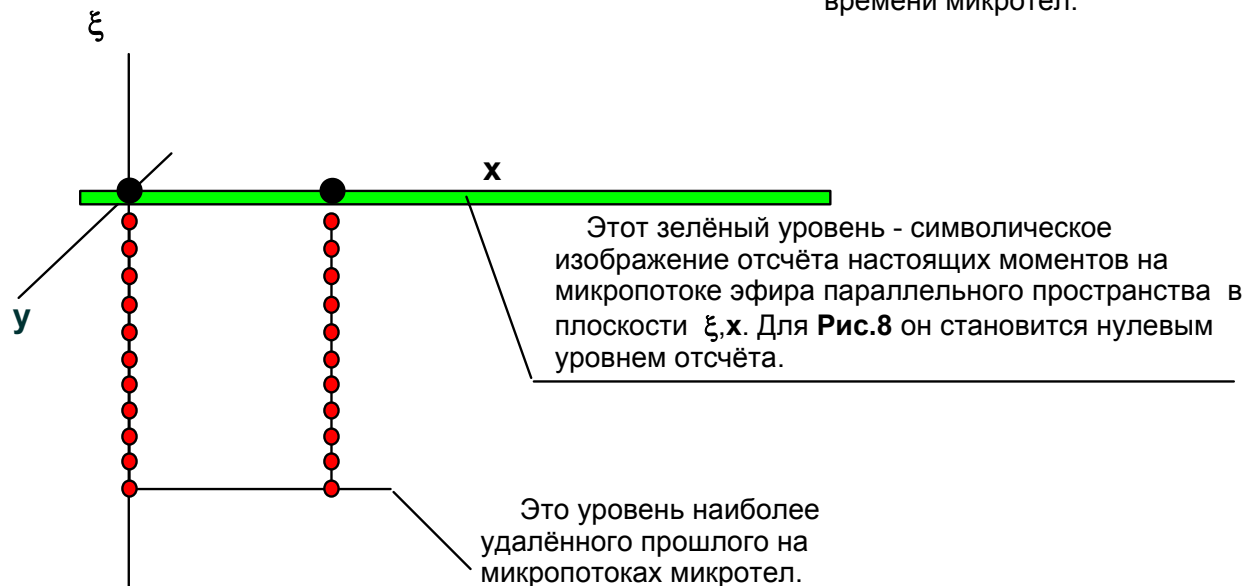 времени микротел.
ξ
x
y
Этот зелёный уровень - символическое
изображение отсчёта настоящих моментов на
микропотоке эфира параллельного пространства в
плоскости ξ,x. Для Рис.8 он становится нулевым
уровнем отсчёта.
Это уровень наиболее
удалённого прошлого на
микропотоках микротел.